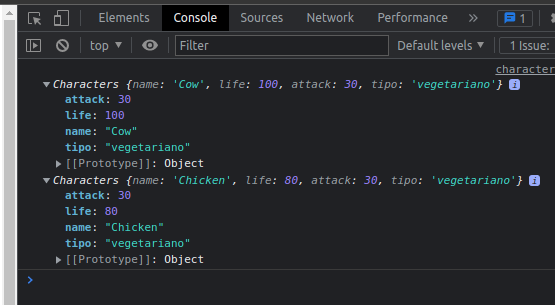 Elements Console Sources Network Performance » 1
top ▼ Filter Default levels ▼ 1 Issue:
character
▼Characters {name: 'Cow', life: 100, attack: 30, tipo: 'vegetariano'} i
attack: 30
life: 100
name: "Cow"
tipo: "vegetariano"
▶[[Prototype]]: Object
▼Characters {name: 'Chicken', life: 80, attack: 30, tipo: 'vegetariano'} i
attack: 30
life: 80
name: "Chicken"
tipo: "vegetariano"
▶[[Prototype]]: Object
>